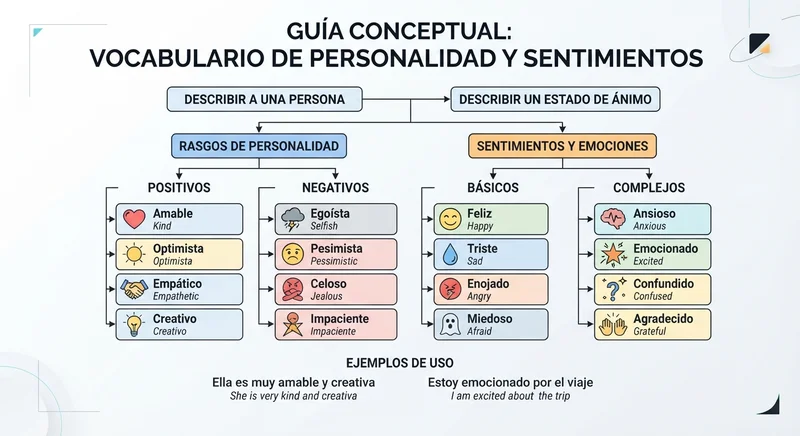 GUÍA CONCEPTUAL:
VOCABULARIO DE PERSONALIDAD Y SENTIMIENTOS
DESCRIBIR A UNA PERSONA
DESCRIBIR UN ESTADO DE ÁNIMO
RASGOS DE PERSONALIDAD
SENTIMIENTOS Y EMOCIONES
POSITIVOS
Amable
Kind
Optimista
Optimista
Empático
Empathetic
Creativo
Creativo
NEGATIVOS
Egoísta
Selfish
Pesimista
Pessimistic
Celoso
Jealous
Impaciente
Impaciente
BÁSICOS
Feliz
Happy
Triste
Sad
Enojado
Angry
Miedoso
Afraid
COMPLEJOS
Ansioso
Anxious
Emocionado
Excited
Confundido
Confused
Agradecido
Grateful
EJEMPLOS DE USO
Ella es muy amable y creativa
She is very kind and creativa
Estoy emocionado por el viaje
I am excited about the trip